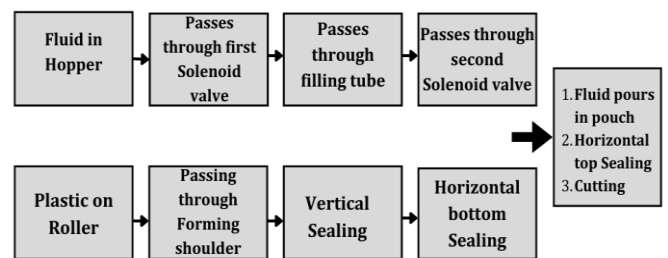 Fluid in
Hopper
Passes
through first
Solenoid
valve
Passes
through
filling tube
Passes through
second
Solenoid valve
1.Fluid pours
in pouch
2.Horizontal
top Sealing
3.Cutting
Plastic on
Roller
Passing
through
Forming
shoulder
Vertical
Sealing
Horizontal
bottom
Sealing